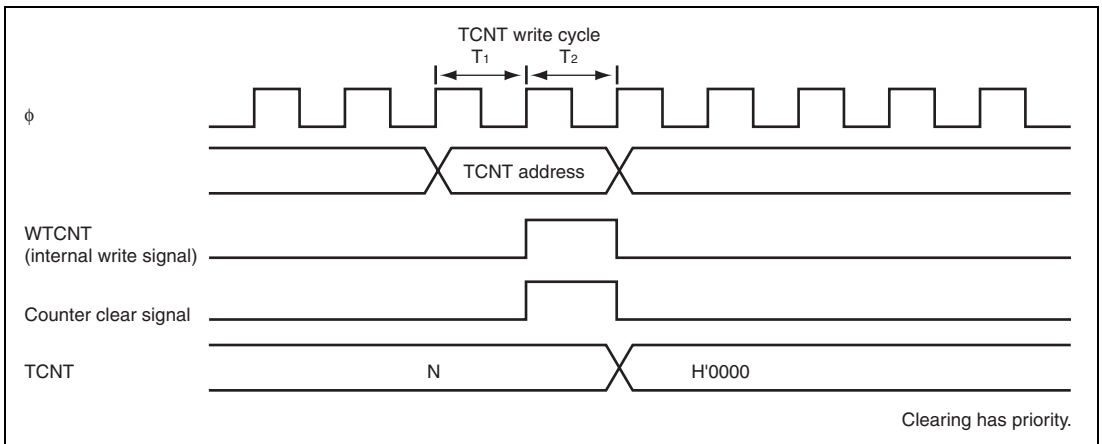 TCNT write cycle
T1 T2
ϕ
TCNT address
WTCNT
(internal write signal)
Counter clear signal
TCNT N H'0000
Clearing has priority.